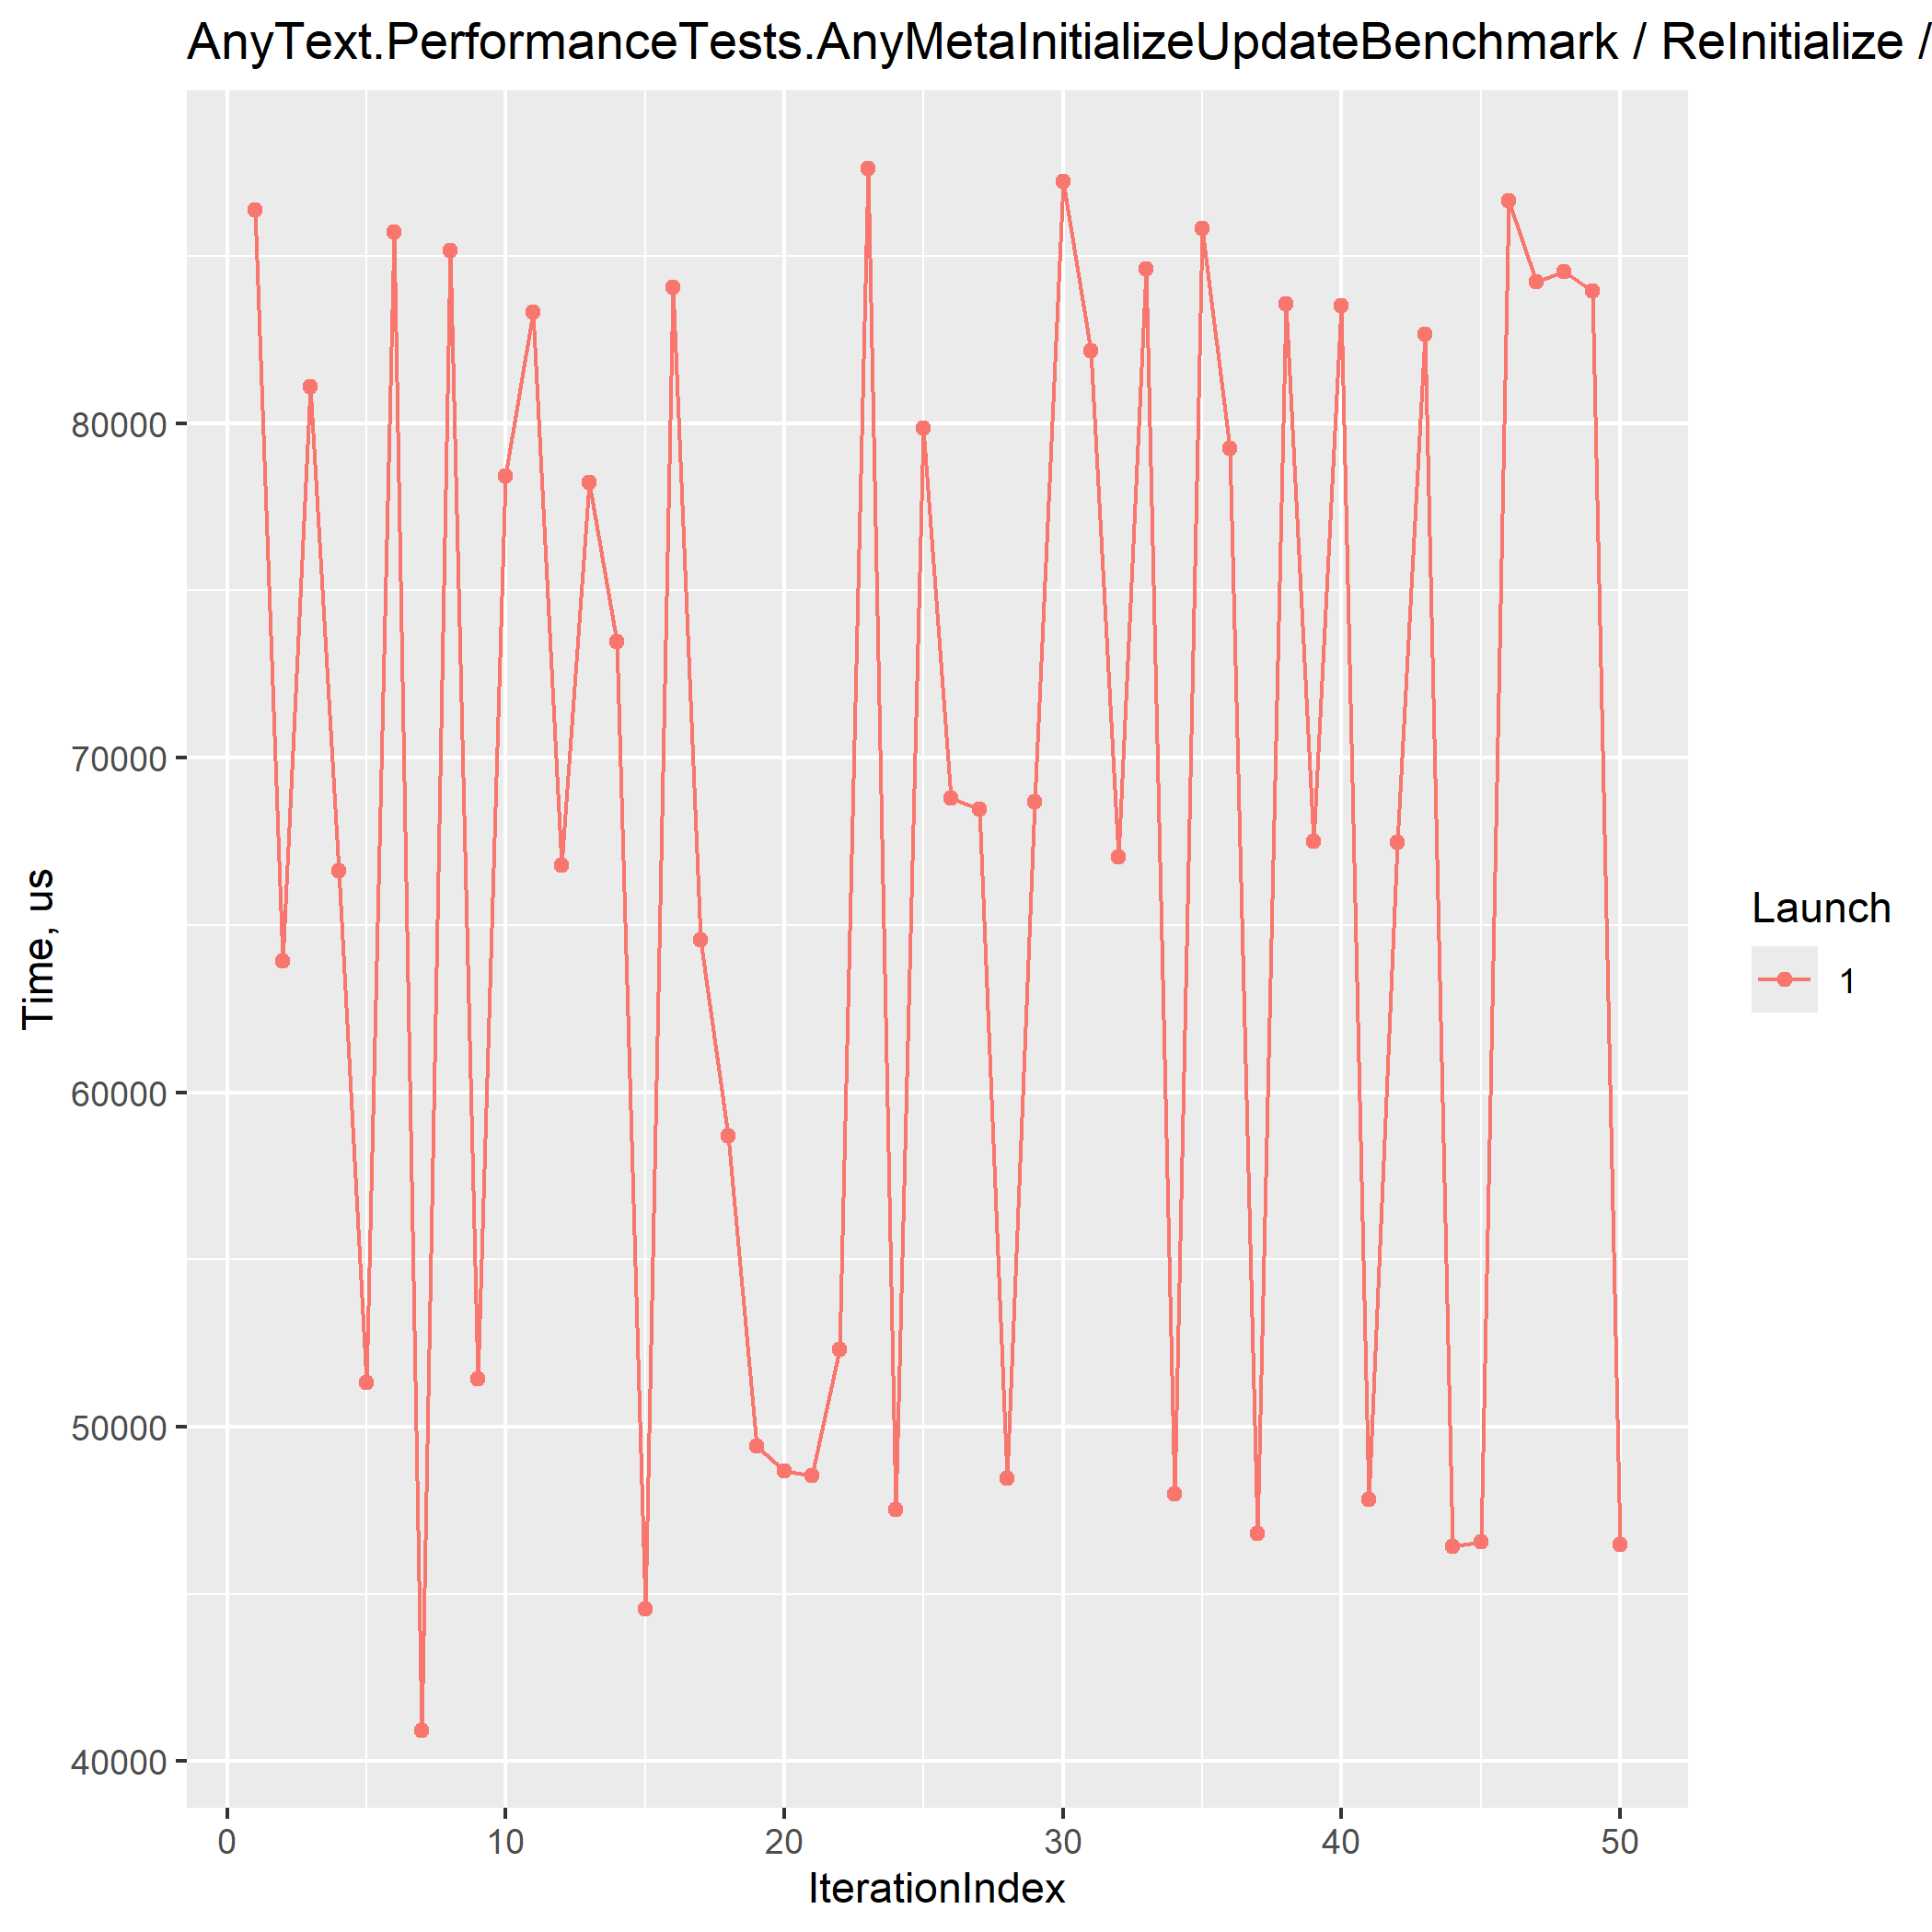 AnyText.PerformanceTests.AnyMetaInitializeUpdateBenchmark / ReInitialize /
80000
70000
60000
50000
40000
Time, us
0 10 20 30 40 50
IterationIndex
Launch
1